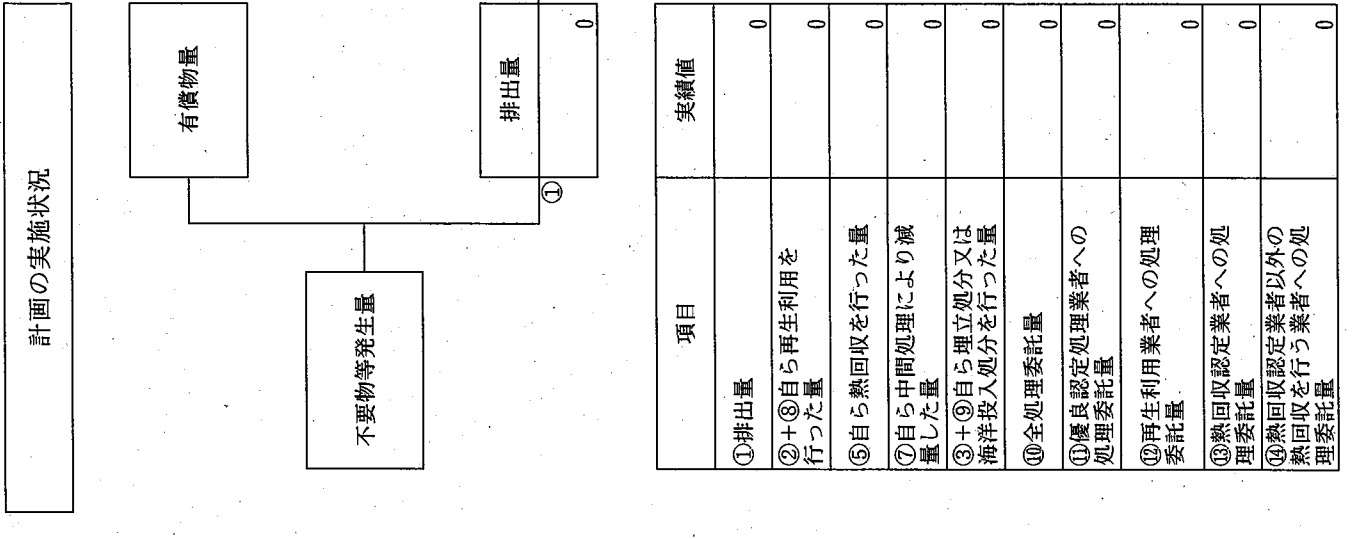 計画の実施状況
有償物量
不要物等発生量
排出量
①
0
項目
実績値
①排出量
0
②+⑧自ら再生利用を
行った量
0
⑤自ら熱回収を行った量
0
⑦自ら中間処理により減
量した量
0
③+⑨自ら埋立処分又は
海洋投入処分を行った量
0
⑩全処理委託量
0
⑪優良認定処理業者への
処理委託量
0
⑫再生利用業者への処理
委託量
0
⑬熱回収認定業者への処
理委託量
0
⑭熱回収認定業者以外の
熱回収を行う業者への処
理委託量
0